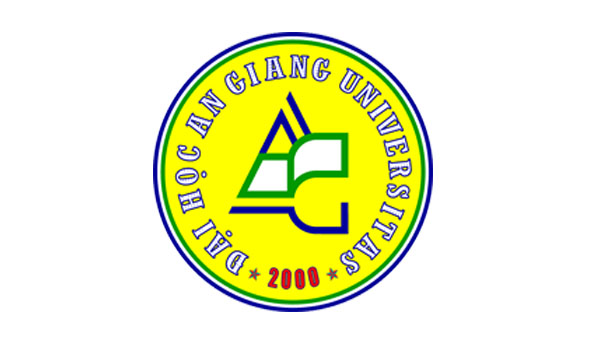 ĐẠI HỌC AN GIANG UNIVERSITAS
★ 2000 ★